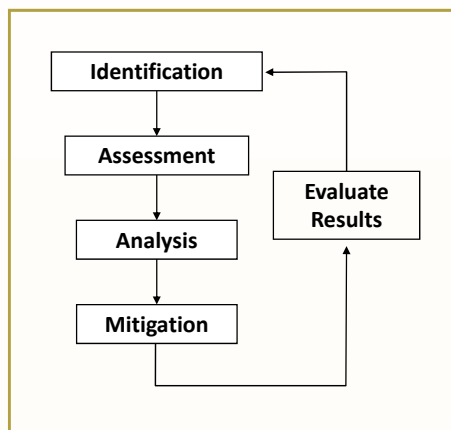 Identification
Assessment
Analysis
Mitigation
Evaluate
Results